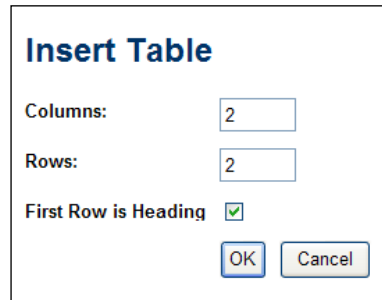 Insert Table
Columns: 2
Rows: 2
First Row is Heading
OK Cancel